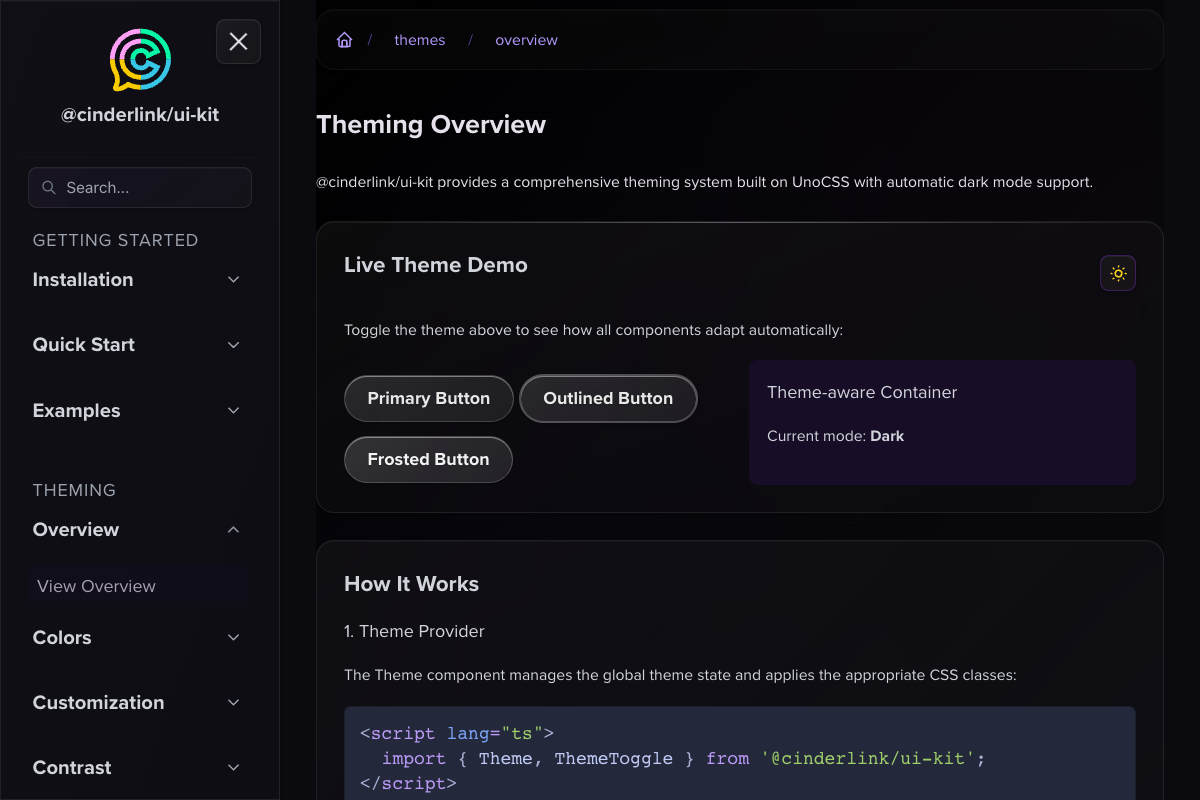 @cinderlink/ui-kit
Search...
GETTING STARTED
Installation
Quick Start
Examples
THEMING
Overview
View Overview
Colors
Customization
Contrast
/ themes / overview
Theming Overview
@cinderlink/ui-kit provides a comprehensive theming system built on UnoCSS with automatic dark mode support.
Live Theme Demo
Toggle the theme above to see how all components adapt automatically:
Primary Button
Outlined Button
Frosted Button
Theme-aware Container
Current mode: Dark
How It Works
1. Theme Provider
The Theme component manages the global theme state and applies the appropriate CSS classes:
<script lang="ts">
  import { Theme, ThemeToggle } from '@cinderlink/ui-kit';
</script>